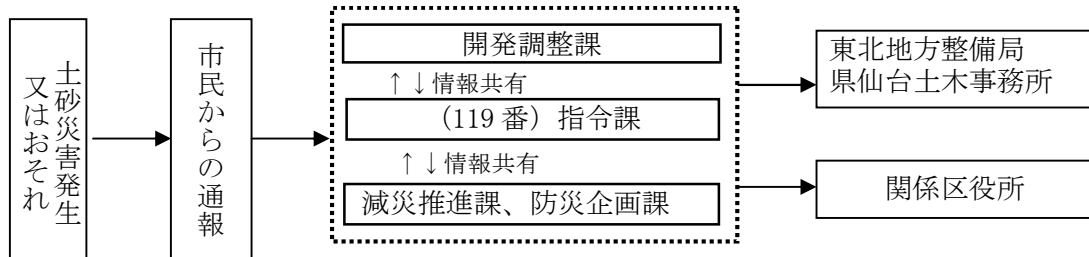 土砂災害発生
又はおそれ
市民からの通報
開発調整課
↑↓情報共有
(119 番) 指令課
↑↓情報共有
減災推進課、防災企画課
東北地方整備局
県仙台土木事務所
関係区役所